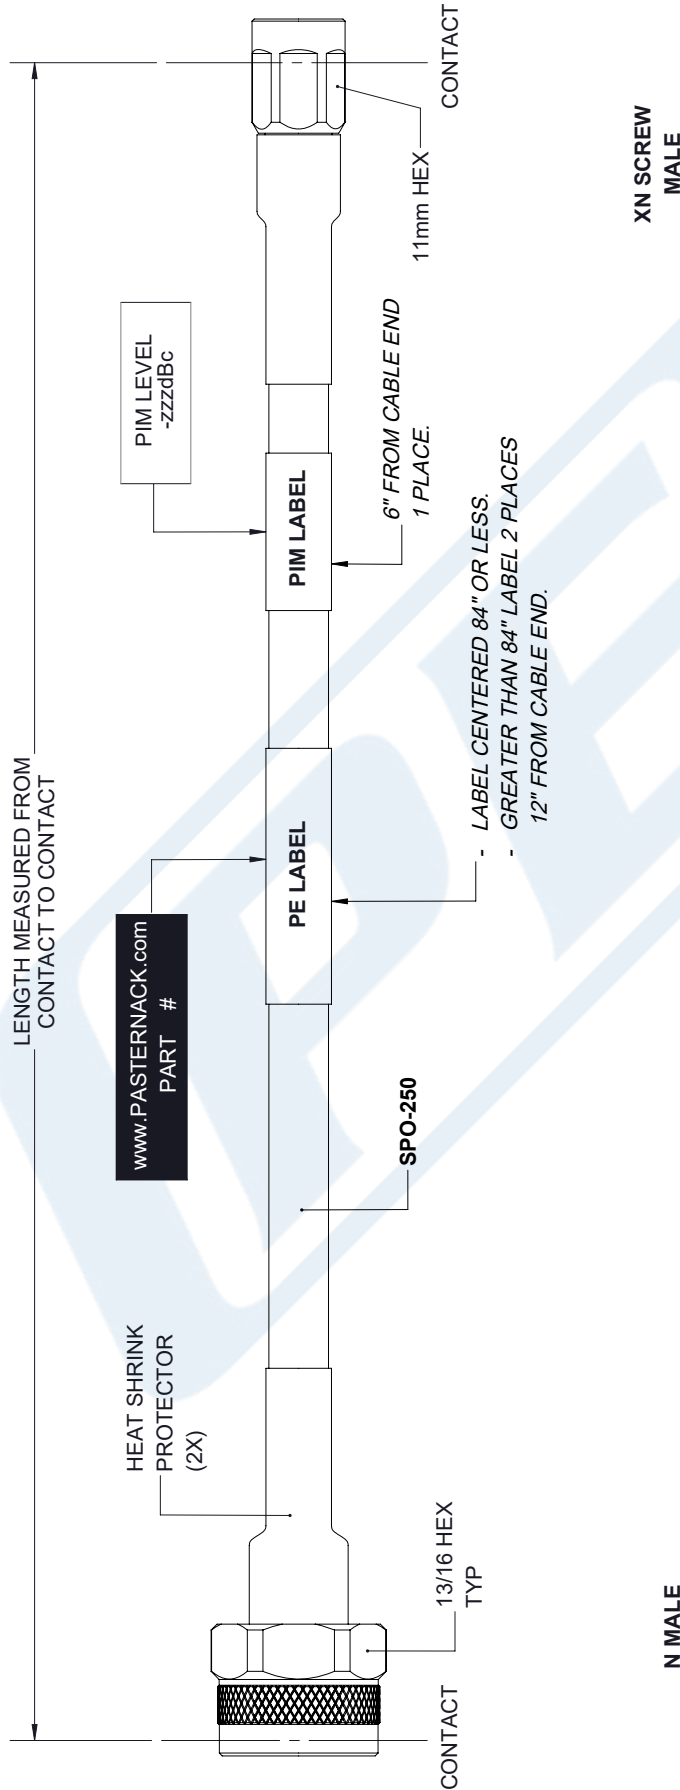 LENGTH MEASURED FROM
CONTACT TO CONTACT
HEAT SHRINK
PROTECTOR
(2X)
www.PASTERNACK.com
PART #
PIM LEVEL
-zzzdBc
PE LABEL
PIM LABEL
CONTACT
13/16 HEX
TYP
SPO-250
- LABEL CENTERED 84" OR LESS.
- GREATER THAN 84" LABEL 2 PLACES
12" FROM CABLE END.
6" FROM CABLE END
1 PLACE.
11mm HEX
CONTACT
N MALE
XN SCREW
MALE